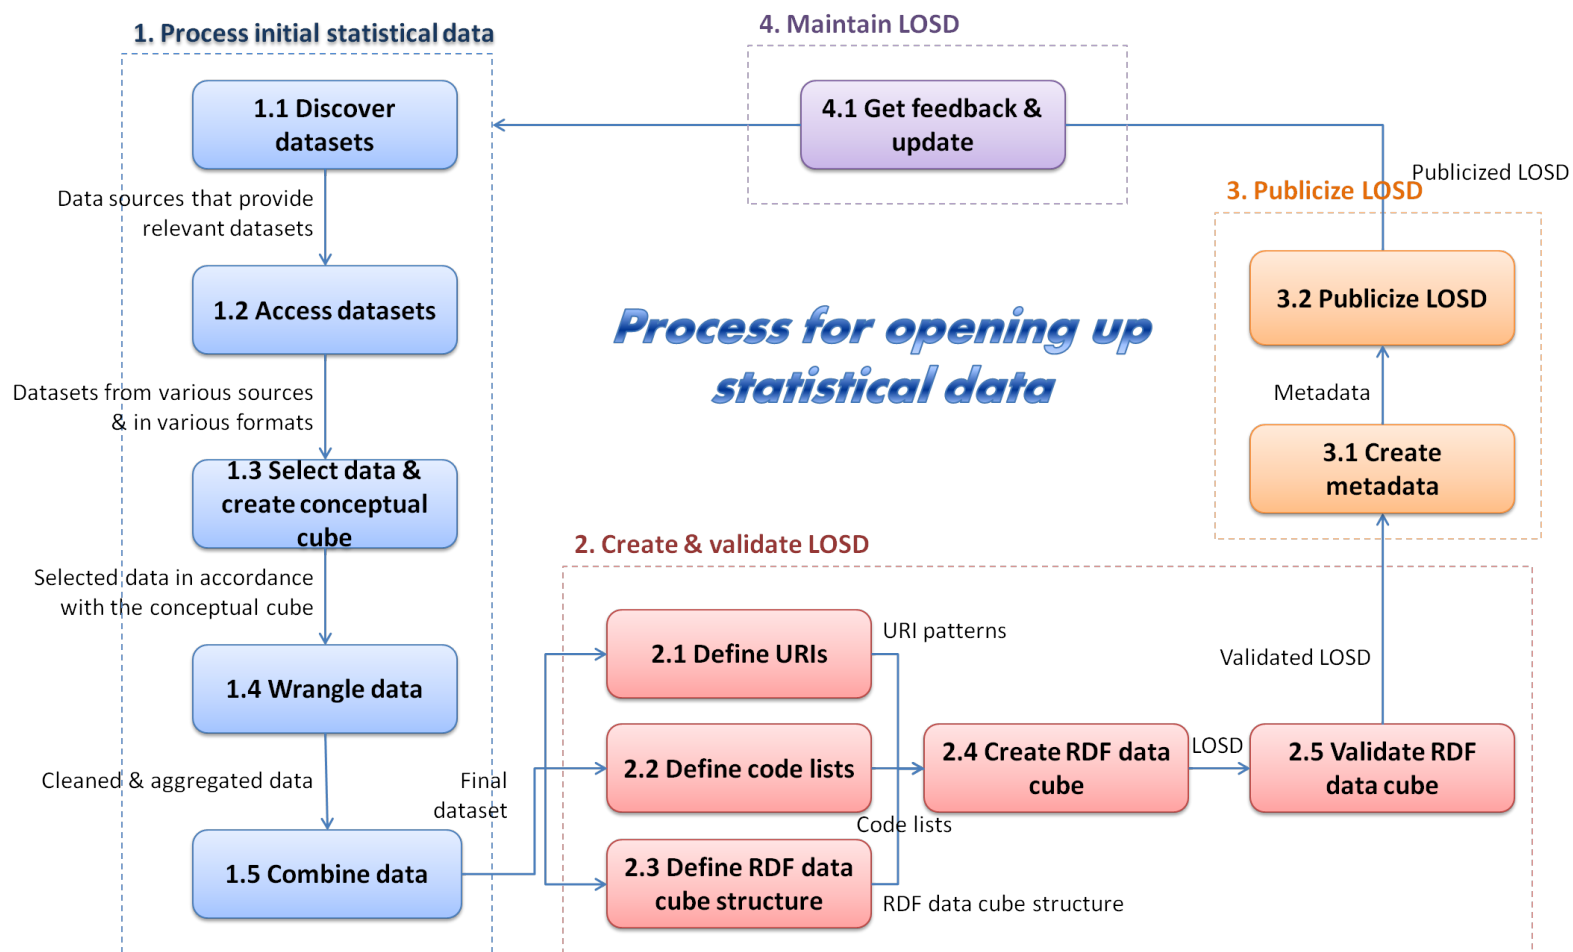 1. Process initial statistical data
1.1 Discover
datasets
Data sources that provide
relevant datasets
1.2 Access datasets
Datasets from various sources
& in various formats
1.3 Select data &
create conceptual
cube
Selected data in accordance
with the conceptual cube
1.4 Wrangle data
Cleaned & aggregated data
1.5 Combine data
Final
dataset
Process for opening up
statistical data
2. Create & validate LOSD
2.1 Define URIs
URI patterns
2.2 Define code lists
Code lists
2.3 Define RDF data
cube structure
RDF data cube structure
2.4 Create RDF data
cube
LOSD
2.5 Validate RDF
data cube
Validated LOSD
3. Publicize LOSD
3.1 Create
metadata
Metadata
3.2 Publicize LOSD
Publicized LOSD
4. Maintain LOSD
4.1 Get feedback &
update